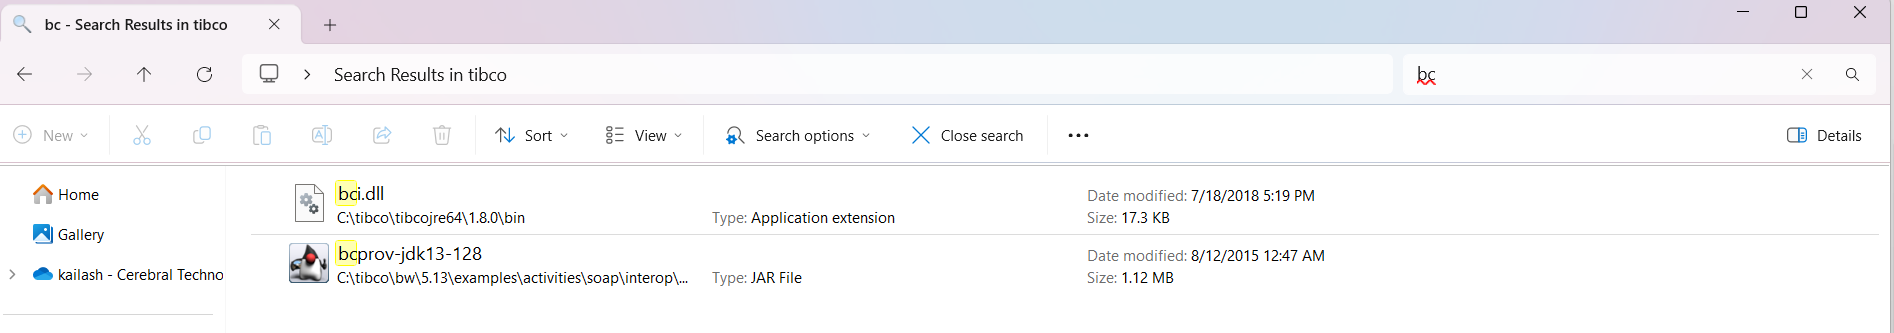 bc - Search Results in tibco
Search Results in tibco
bc
New
Sort
View
Search options
Close search
Details
Home
Gallery
kailash - Cerebral Techno
bci.dll
C:\tibco\tibcojre64\1.8.0\bin
Type: Application extension
Date modified: 7/18/2018 5:19 PM
Size: 17.3 KB
bcprov-jdk13-128
C:\tibco\bw\5.13\examples\activities\soap\interop\...
Type: JAR File
Date modified: 8/12/2015 12:47 AM
Size: 1.12 MB